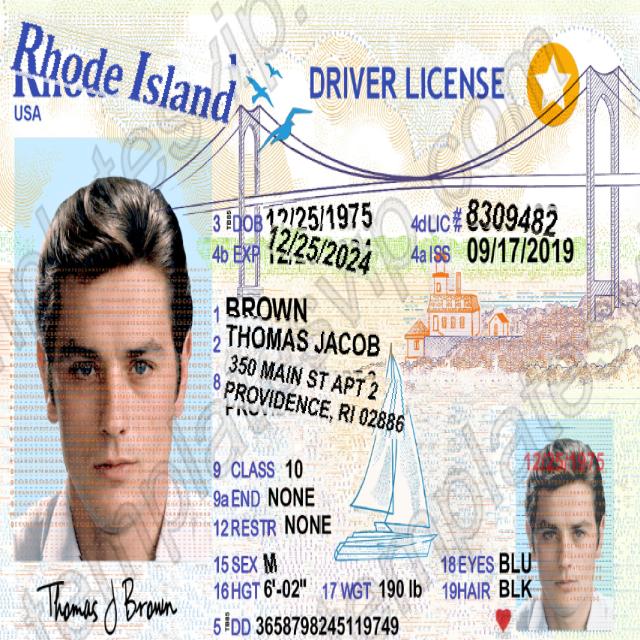 Rhode Island
USA
DRIVER LICENSE
3 DOB 12/25/1975
4d LIC# 8309482
4b EXP 12/25/2024
4a ISS 09/17/2019
1 BROWN
2 THOMAS JACOB
8 350 MAIN ST APT 2
PROVIDENCE, RI 02886
9 CLASS 10
9a END NONE
12 RESTR NONE
15 SEX M
18 EYES BLU
16 HGT 6'-02" 17 WGT 190 lb
19 HAIR BLK
5 DD 3658798245119749
12/25/1975
Thomas J Brown